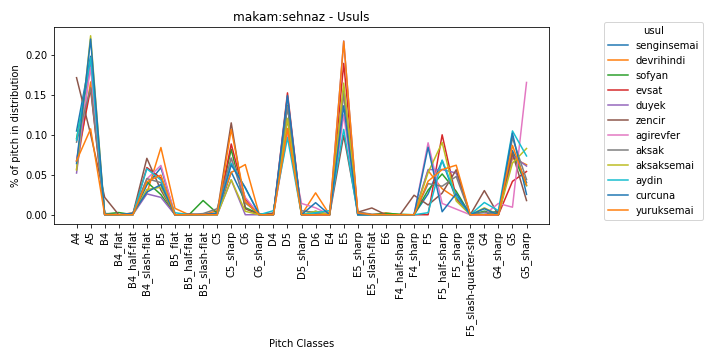 makam:sehnaz - Usuls
% of pitch in distribution
0.20
0.15
0.10
0.05
0.00
A4
A5
B4
B4_flat
B4_half-flat
B4_slash-flat
B5
B5_flat
B5_half-flat
B5_slash-flat
C5
C5_sharp
C6
C6_sharp
D4
D5
D5_sharp
D6
E4
E5
E5_sharp
E5_slash-flat
E6
F4_half-sharp
F4_sharp
F5
F5_half-sharp
F5_sharp
F5_slash-quarter-sha
G4
G4_sharp
G5
G5_sharp
Pitch Classes
usul
senginsemai
devrihindi
sofyan
evsat
duyek
zencir
agirevfer
aksak
aksaksemai
aydin
curcuna
yuruksemai